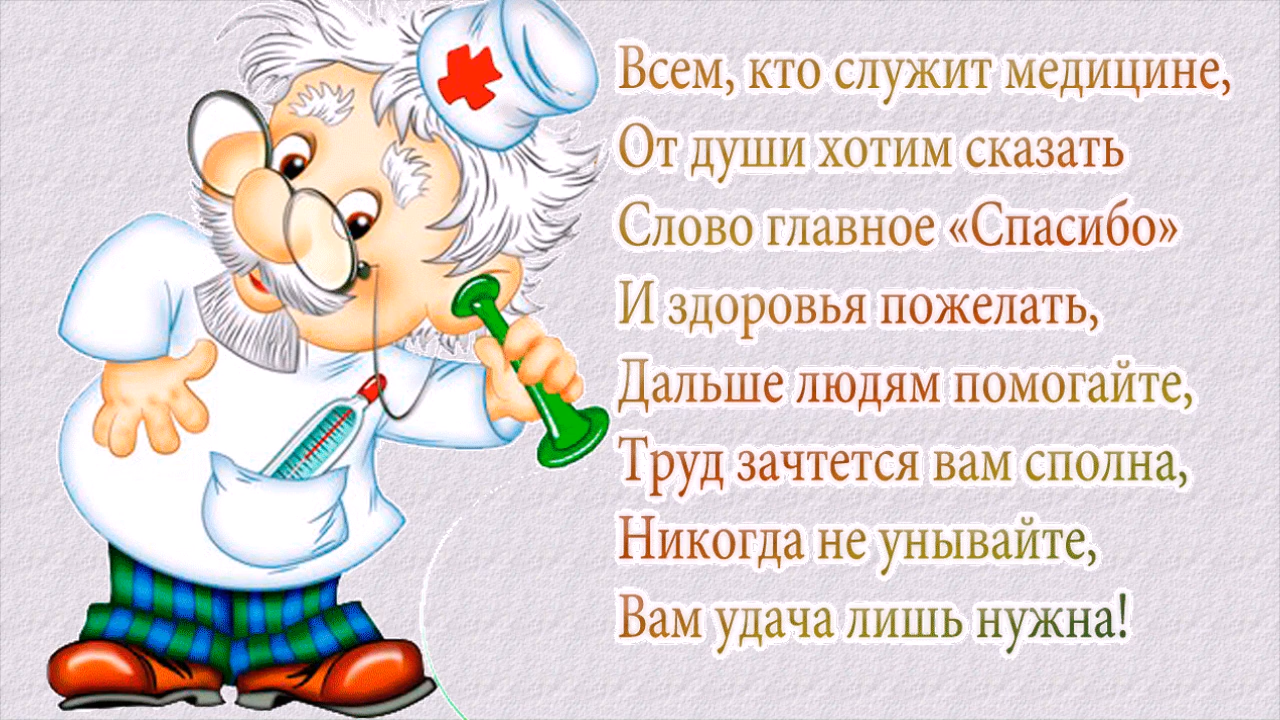 Всем, кто служит медицине,
От души хотим сказать
Слово главное «Спасибо»
И здоровья пожелать,
Дальше людям помогайте,
Труд зачтется вам сполна,
Никогда не унывайте,
Вам удача лишь нужна!